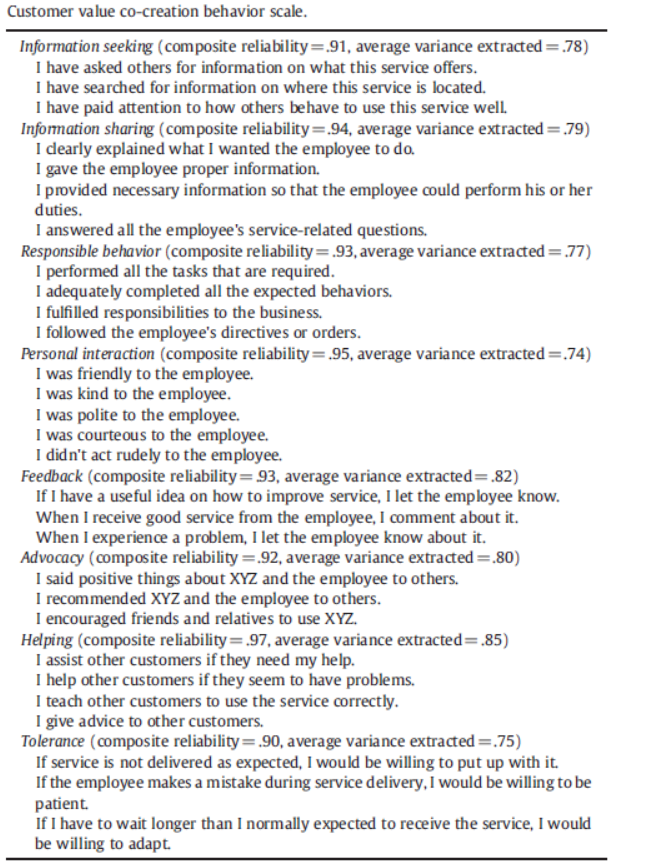 Customer value co-creation behavior scale.
Information seeking (composite reliability = .91, average variance extracted = .78)
I have asked others for information on what this service offers.
I have searched for information on where this service is located.
I have paid attention to how others behave to use this service well.
Information sharing (composite reliability = .94, average variance extracted = .79)
I clearly explained what I wanted the employee to do.
I gave the employee proper information.
I provided necessary information so that the employee could perform his or her
duties.
I answered all the employee's service-related questions.
Responsible behavior (composite reliability = .93, average variance extracted = .77)
I performed all the tasks that are required.
I adequately completed all the expected behaviors.
I fulfilled responsibilities to the business.
I followed the employee's directives or orders.
Personal interaction (composite reliability = .95, average variance extracted = .74)
I was friendly to the employee.
I was kind to the employee.
I was polite to the employee.
I was courteous to the employee.
I didn't act rudely to the employee.
Feedback (composite reliability = .93, average variance extracted = .82)
If I have a useful idea on how to improve service, I let the employee know.
When I receive good service from the employee, I comment about it.
When I experience a problem, I let the employee know about it.
Advocacy (composite reliability = .92, average variance extracted = .80)
I said positive things about XYZ and the employee to others.
I recommended XYZ and the employee to others.
I encouraged friends and relatives to use XYZ.
Helping (composite reliability = .97, average variance extracted = .85)
I assist other customers if they need my help.
I help other customers if they seem to have problems.
I teach other customers to use the service correctly.
I give advice to other customers.
Tolerance (composite reliability = .90, average variance extracted = .75)
If service is not delivered as expected, I would be willing to put up with it.
If the employee makes a mistake during service delivery, I would be willing to be
patient.
If I have to wait longer than I normally expected to receive the service, I would
be willing to adapt.